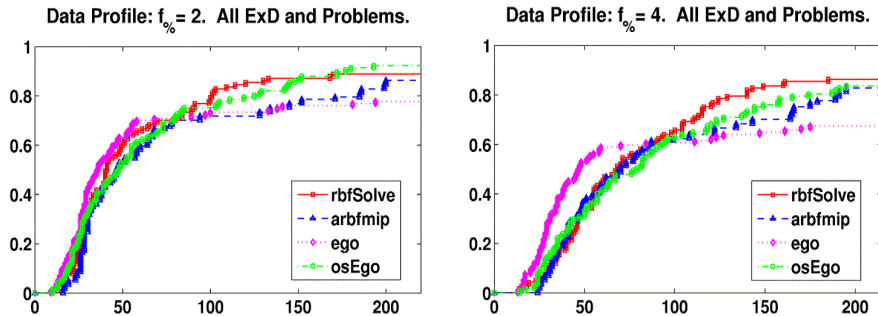 Data Profile: f% = 2. All ExD and Problems.
1
0.8
0.6
0.4
0.2
0
0 50 100 150 200
rbfSolve
arbfmip
ego
osEgo
Data Profile: f% = 4. All ExD and Problems.
1
0.8
0.6
0.4
0.2
0
0 50 100 150 200
rbfSolve
arbfmip
ego
osEgo